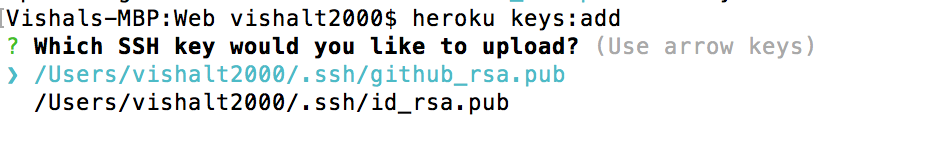 [Vishals-MBP:Web vishalt2000$ heroku keys:add
? Which SSH key would you like to upload? (Use arrow keys)
❯ /Users/vishalt2000/.ssh/github_rsa.pub
/Users/vishalt2000/.ssh/id_rsa.pub